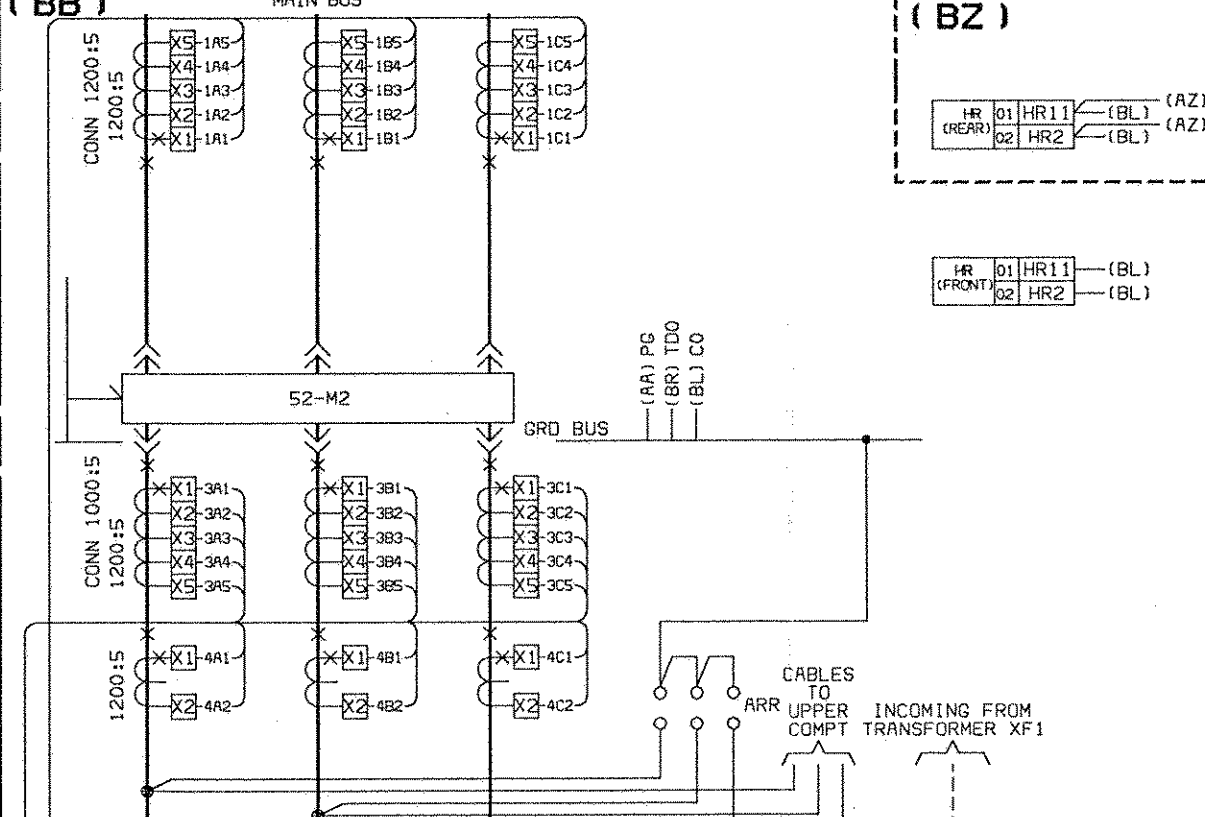 (BB)
MAIN BUS
CONN 1200:5
1200:5
X5 1A5
X4 1A4
X3 1A3
X2 1A2
X1 1A1
X5 1B5
X4 1B4
X3 1B3
X2 1B2
X1 1B1
X5 1C5
X4 1C4
X3 1C3
X2 1C2
X1 1C1
(BZ)
HR (REAR)
01 HR11 (BL) (AZ)
02 HR2 (BL) (AZ)
HR (FRONT)
01 HR11 (BL)
02 HR2 (BL)
52-M2
GRD BUS
(AA) PG
(BR) TDO
(BL) CO
CONN 1000:5
1200:5
X1 3A1
X2 3A2
X3 3A3
X4 3A4
X5 3A5
X1 3B1
X2 3B2
X3 3B3
X4 3B4
X5 3B5
X1 3C1
X2 3C2
X3 3C3
X4 3C4
X5 3C5
1200:5
X1 4A1
X2 4A2
X1 4B1
X2 4B2
X1 4C1
X2 4C2
ARR
CABLES
TO
UPPER
COMPT
INCOMING FROM
TRANSFORMER XF1